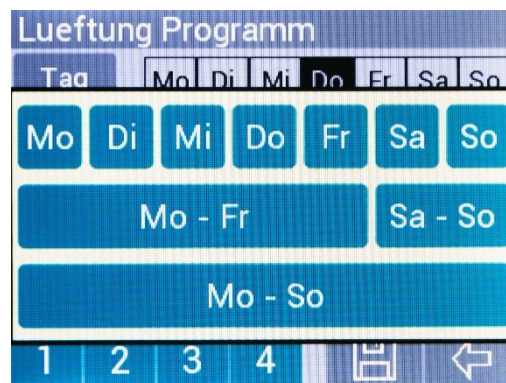 Lueftung Programm
Tag Mo Di Mi Do Fr Sa So
Mo Di Mi Do Fr Sa So
Mo - Fr Sa - So
Mo - So
1 2 3 4